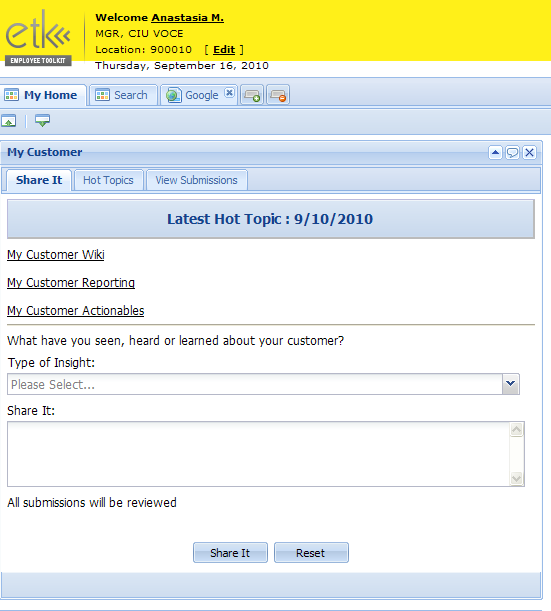 etk
EMPLOYEE TOOLKIT
Welcome Anastasia M.
MGR, CIU VOCE
Location: 900010 [ Edit ]
Thursday, September 16, 2010
My Home Search Google
My Customer
Share It Hot Topics View Submissions
Latest Hot Topic : 9/10/2010
My Customer Wiki
My Customer Reporting
My Customer Actionables
What have you seen, heard or learned about your customer?
Type of Insight:
Please Select...
Share It:
All submissions will be reviewed
Share It Reset